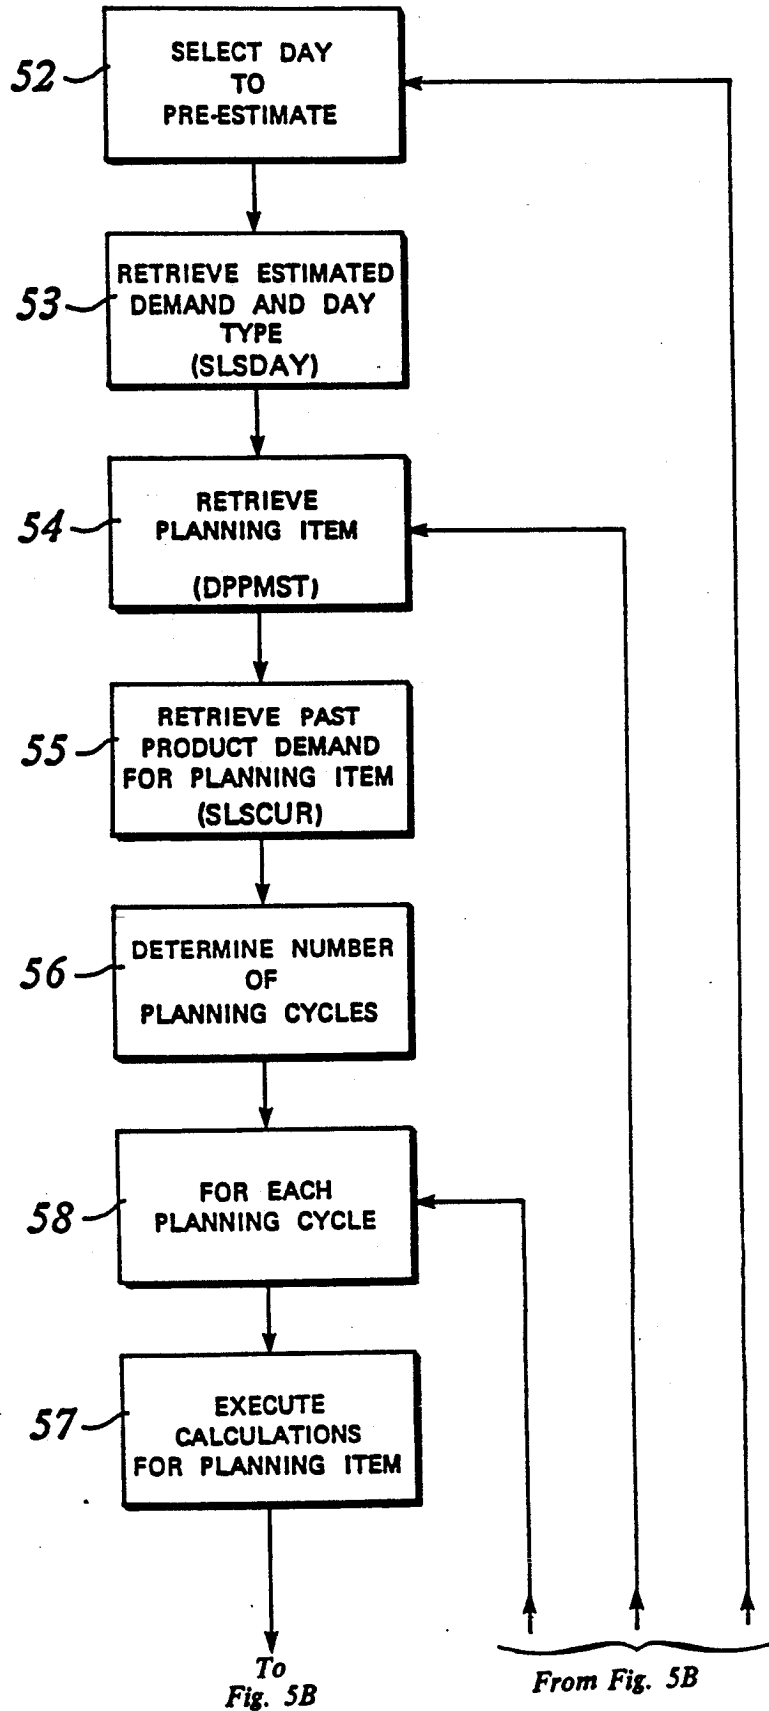 52
SELECT DAY
TO
PRE-ESTIMATE
53
RETRIEVE ESTIMATED
DEMAND AND DAY
TYPE
(SLSDAY)
54
RETRIEVE
PLANNING ITEM
(DPPMST)
55
RETRIEVE PAST
PRODUCT DEMAND
FOR PLANNING ITEM
(SLSCUR)
56
DETERMINE NUMBER
OF
PLANNING CYCLES
58
FOR EACH
PLANNING CYCLE
57
EXECUTE
CALCULATIONS
FOR PLANNING ITEM
To
Fig. 5B
From Fig. 5B